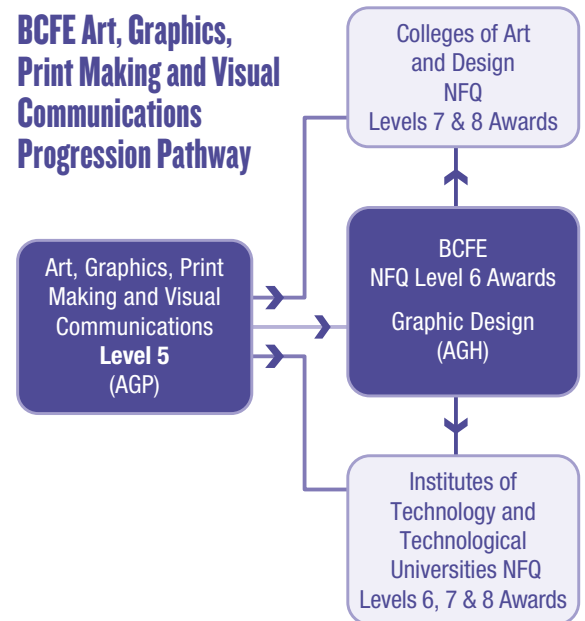 BCFE Art, Graphics,
Print Making and Visual
Communications
Progression Pathway
Colleges of Art
and Design
NFQ
Levels 7 & 8 Awards
Art, Graphics, Print
Making and Visual
Communications
Level 5
(AGP)
BCFE
NFQ Level 6 Awards
Graphic Design
(AGH)
Institutes of
Technology and
Technological
Universities NFQ
Levels 6, 7 & 8 Awards